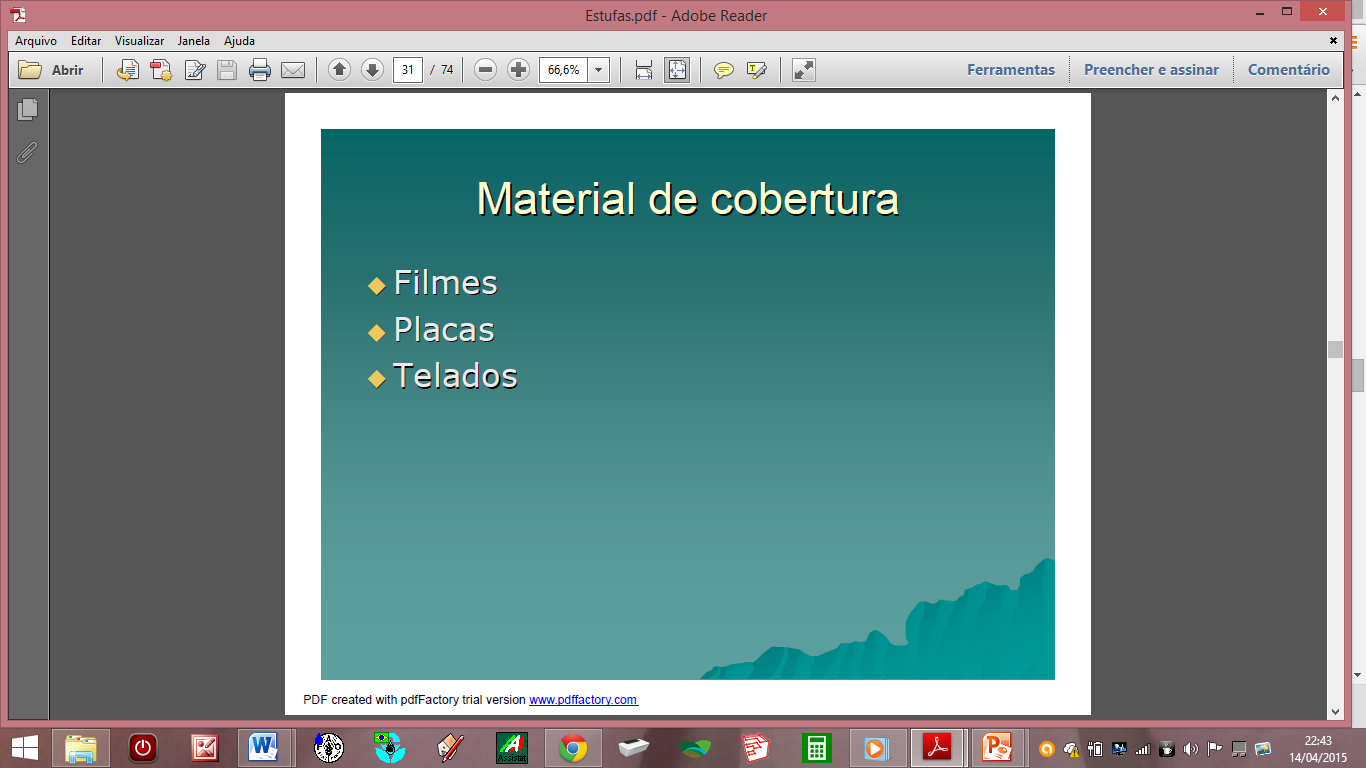 Estufas.pdf - Adobe Reader
Arquivo Editar Visualizar Janela Ajuda
Abrir 31 / 74 66,6% Ferramentas Preencher e assinar Comentário
Material de cobertura
Filmes
Placas
Telados
PDF created with pdfFactory trial version www.pdffactory.com
Assistat
22:43
14/04/2015